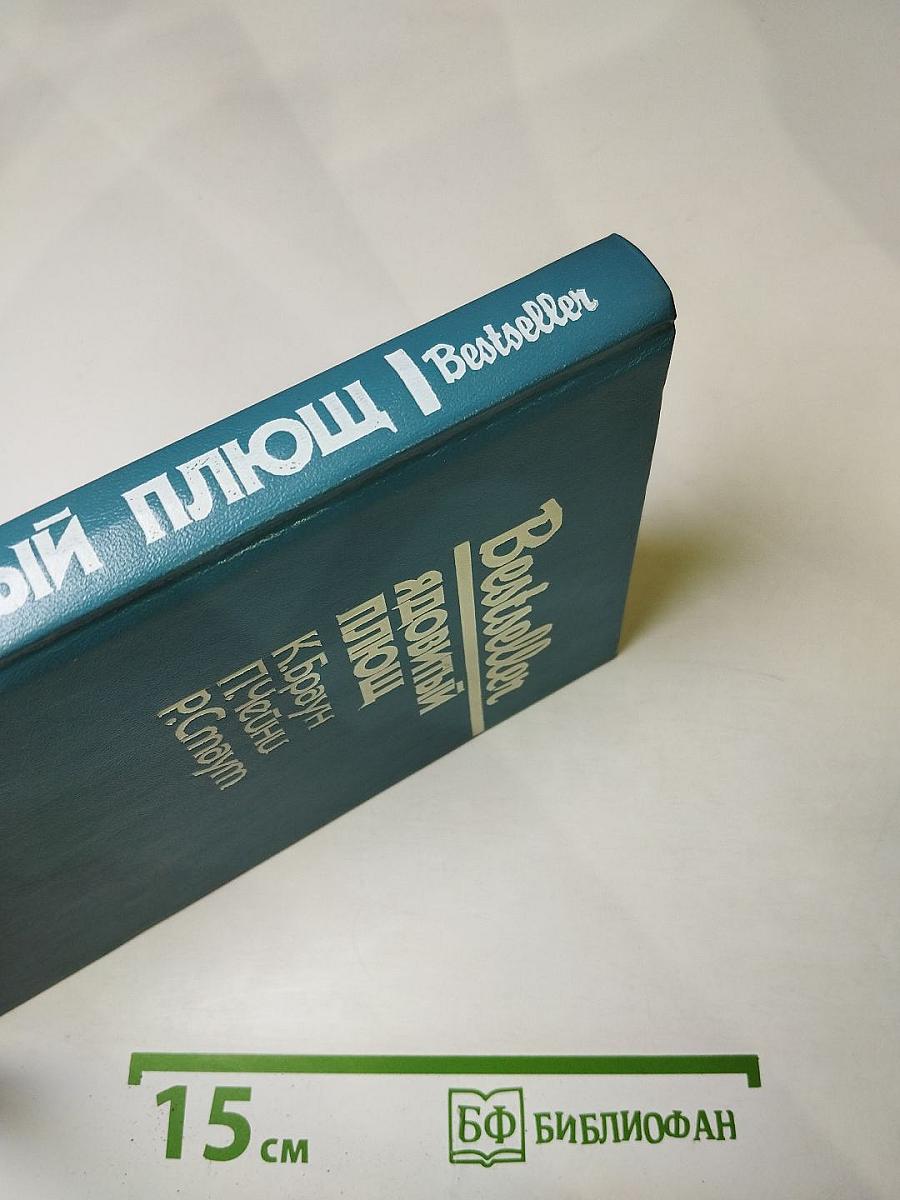 ый ПЛЮЩ Bestseller
Bestseller
ЯДОВИТЫЙ
ПЛЮЩ
К.Браун
П.Чейни
Р.Стаут
15 см
БФ БИБЛИОФАН